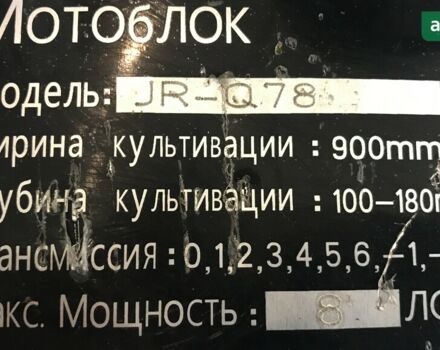 Мотоблок
одель: JR-Q78
ирина культивации : 900mm
убина культивации : 100-180m
ансмиссия : 0,1,2,3,4,5,6,-1,-
акс. Мощность : 8 ЛС